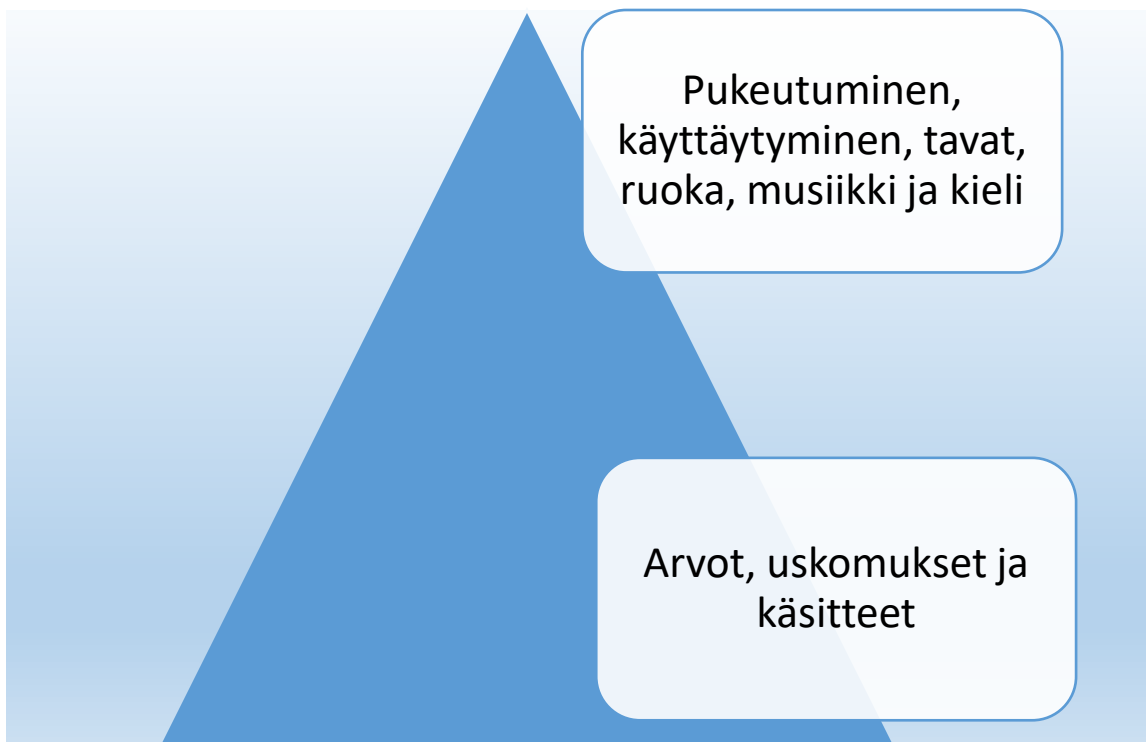 Pukeutuminen,
käyttäytyminen, tavat,
ruoka, musiikki ja kieli
Arvot, uskomukset ja
käsitteet